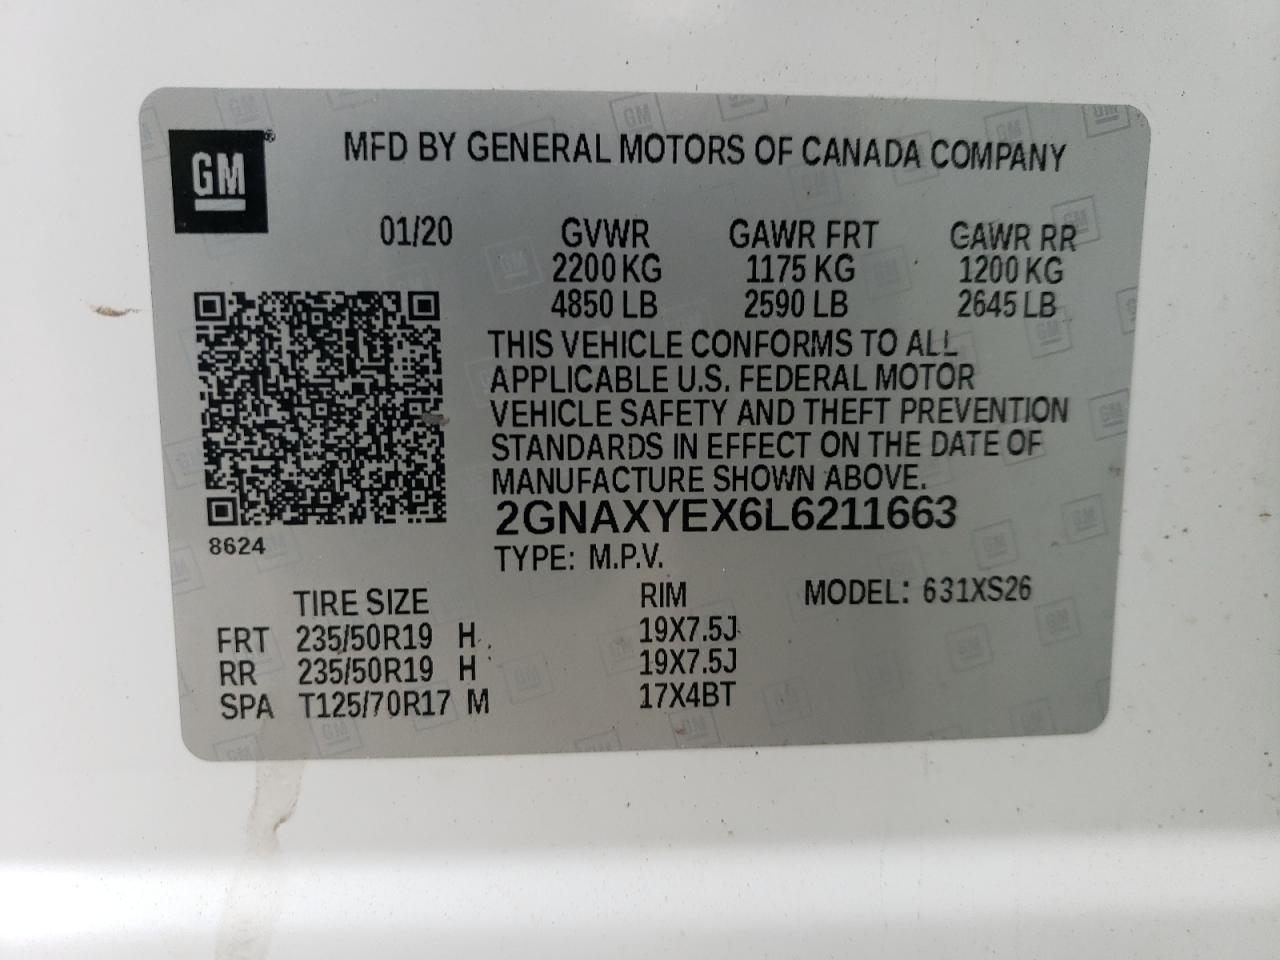 GM®
MFD BY GENERAL MOTORS OF CANADA COMPANY
01/20 GVWR GAWR FRT GAWR RR
2200 KG 1175 KG 1200 KG
4850 LB 2590 LB 2645 LB
THIS VEHICLE CONFORMS TO ALL
APPLICABLE U.S. FEDERAL MOTOR
VEHICLE SAFETY AND THEFT PREVENTION
STANDARDS IN EFFECT ON THE DATE OF
MANUFACTURE SHOWN ABOVE.
2GNAXYEX6L6211663
8624
TYPE: M.P.V.
TIRE SIZE RIM MODEL: 631XS26
FRT 235/50R19 H 19X7.5J
RR 235/50R19 H 19X7.5J
SPA T125/70R17 M 17X4BT